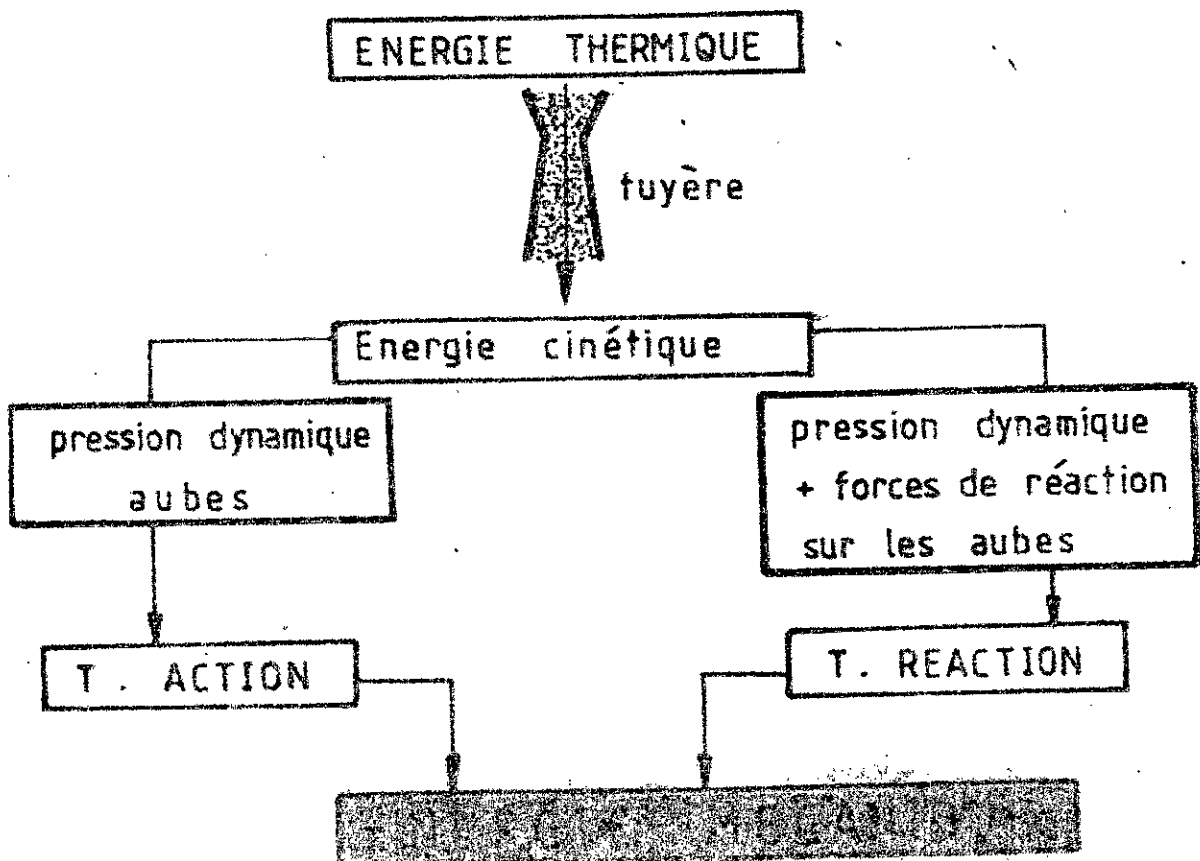 ENERGIE THERMIQUE
tuyère
Energie cinétique
pression dynamique
aubes
pression dynamique
+ forces de réaction
sur les aubes
T. ACTION
T. REACTION